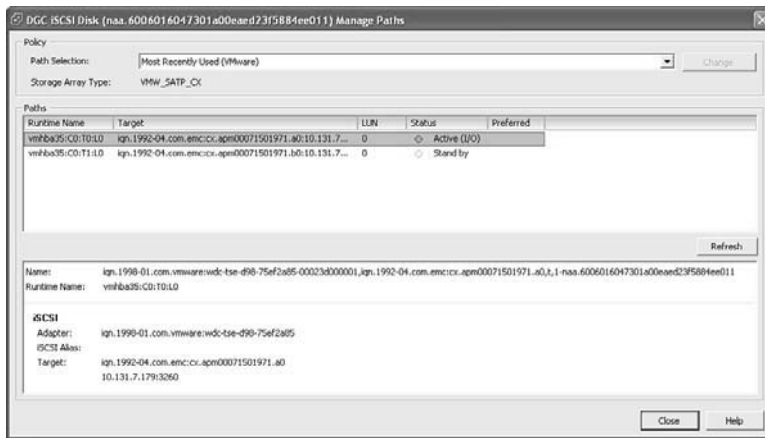 DGC iSCSI Disk (naa.6006016047301a00eaed23f5884ee011) Manage Paths
Policy
Path Selection: Most Recently Used (VMware) Change
Storage Array Type: VMW_SATP_CX
Paths
Runtime Name Target LUN Status Preferred
vmhba35:C0:T0:L0 iqn.1992-04.com.emc:cx.apm00071501971.a0:10.131.7... 0 Active (I/O)
vmhba35:C0:T1:L0 iqn.1992-04.com.emc:cx.apm00071501971.b0:10.131.7... 0 Stand by
Refresh
Name: iqn.1998-01.com.vmware:wdc-tse-d98-75ef2a85-00023d000001,iqn.1992-04.com.emc:cx.apm00071501971.a0,t,1-naa.6006016047301a00eaed23f5884ee011
Runtime Name: vmhba35:C0:T0:L0
iSCSI
Adapter: iqn.1998-01.com.vmware:wdc-tse-d98-75ef2a85
iSCSI Alias:
Target: iqn.1992-04.com.emc:cx.apm00071501971.a0
10.131.7.179:3260
Close Help